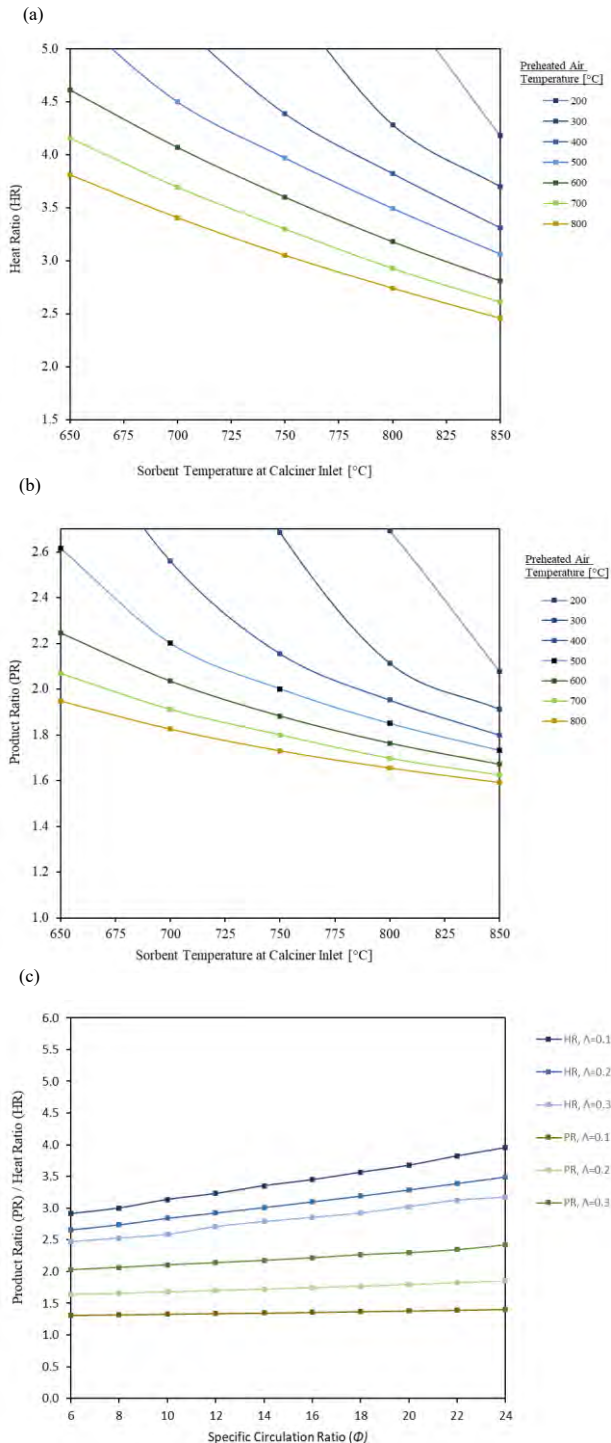 (a)
5.0
4.5
4.0
3.5
3.0
2.5
2.0
1.5
Heat Ratio (HR)
650 675 700 725 750 775 800 825 850
Sorbent Temperature at Calciner Inlet [°C]
Preheated Air
Temperature [°C]
200
300
400
500
600
700
800
(b)
2.6
2.4
2.2
2.0
1.8
1.6
1.4
1.2
1.0
Product Ratio (PR)
650 675 700 725 750 775 800 825 850
Sorbent Temperature at Calciner Inlet [°C]
Preheated Air
Temperature [°C]
200
300
400
500
600
700
800
(c)
6.0
5.5
5.0
4.5
4.0
3.5
3.0
2.5
2.0
1.5
1.0
0.5
0.0
Product Ratio (PR) / Heat Ratio (HR)
6 8 10 12 14 16 18 20 22 24
Specific Circulation Ratio (Φ)
HR, Λ=0.1
HR, Λ=0.2
HR, Λ=0.3
PR, Λ=0.1
PR, Λ=0.2
PR, Λ=0.3